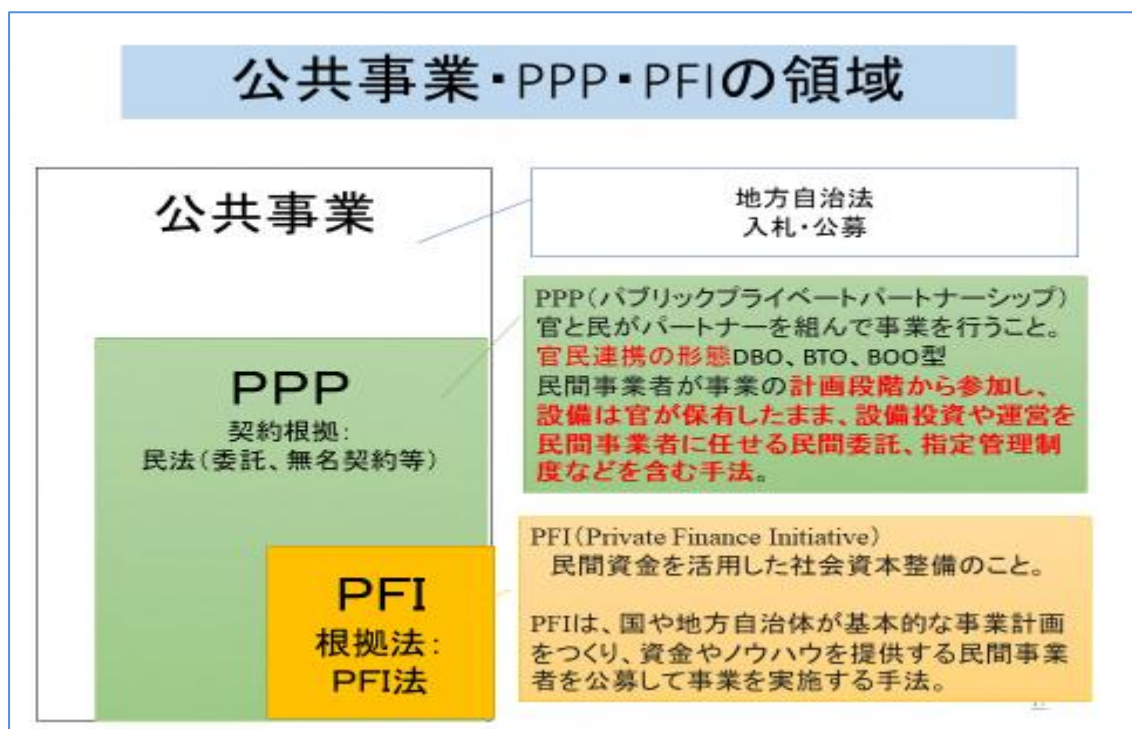 公共事業・PPP・PFIの領域
公共事業
地方自治法
入札・公募
PPP
契約根拠：
民法（委託、無名契約等）
PPP（パブリックプライベートパートナーシップ）
官と民がパートナーを組んで事業を行うこと。
官民連携の形態DBO、BTO、BOO型
民間事業者が事業の計画段階から参加し、
設備は官が保有したまま、設備投資や運営を
民間事業者に任せる民間委託、指定管理制
度などを含む手法。
PFI
根拠法：
PFI法
PFI（Private Finance Initiative）
民間資金を活用した社会資本整備のこと。
PFIは、国や地方自治体が基本的な事業計画
をつくり、資金やノウハウを提供する民間事業
者を公募して事業を実施する手法。